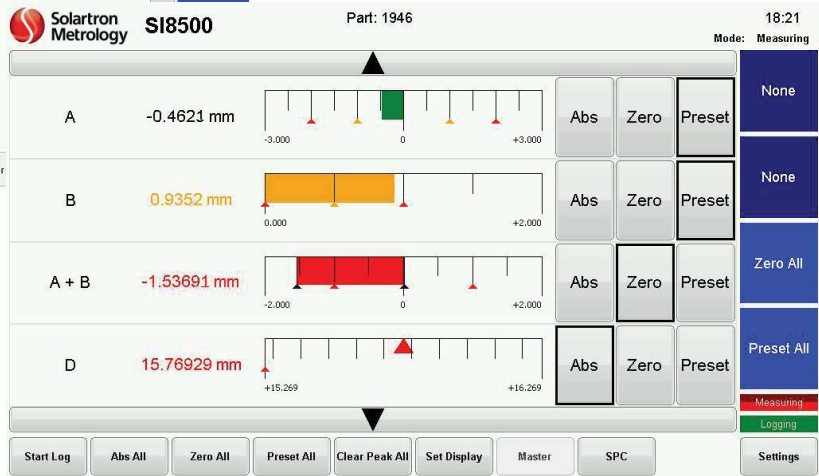 Solartron
Metrology
SI8500
Part: 1946
18:21
Mode: Measuring
A
-0.4621 mm
-3.000 0 +3.000
Abs Zero Preset
None
B
0.9352 mm
0.000 +2.000
Abs Zero Preset
None
A + B
-1.53691 mm
-2.000 0 +2.000
Abs Zero Preset
Zero All
D
15.76929 mm
+15.269 +16.269
Abs Zero Preset
Preset All
Measuring
Logging
Start Log Abs All Zero All Preset All Clear Peak All Set Display Master SPC Settings